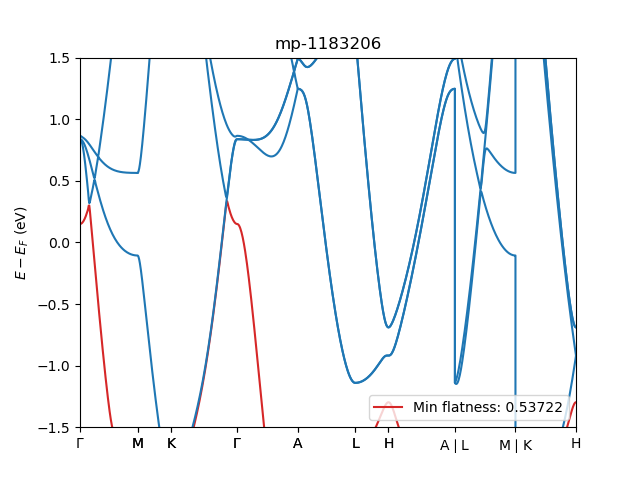 mp-1183206
1.5
1.0
0.5
0.0
−0.5
−1.0
−1.5
E − E_F (eV)
Min flatness: 0.53722
Γ M K Γ A L H A | L M | K H